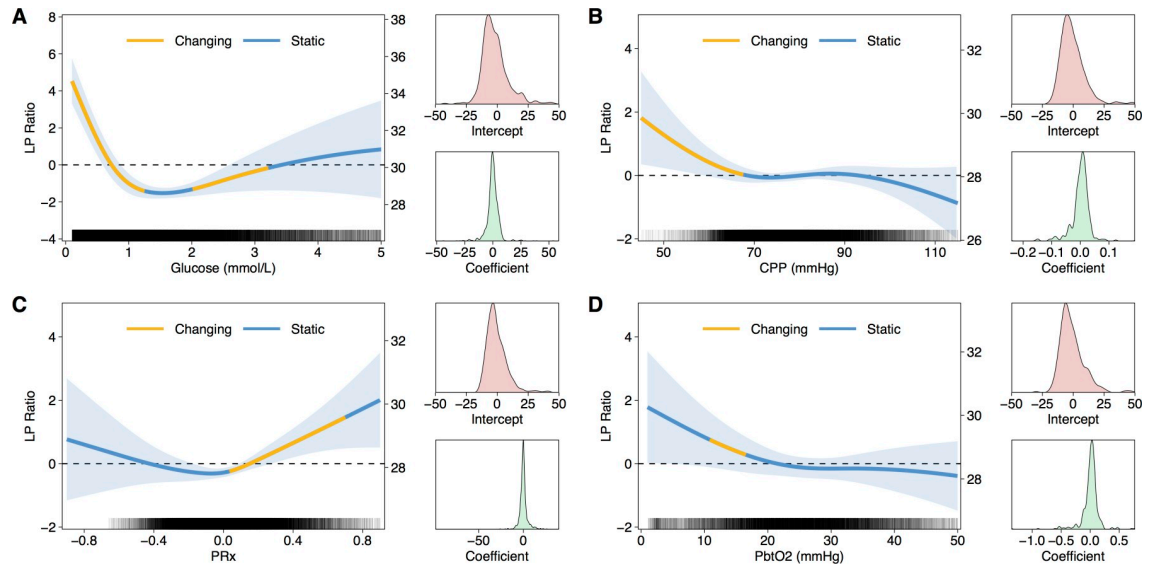 A
Changing Static
LP Ratio
8
6
4
2
0
−2
−4
38
36
34
32
30
28
0 1 2 3 4 5
Glucose (mmol/L)
−50 −25 0 25 50
Intercept
−50 −25 0 25 50
Coefficient
B
Changing Static
LP Ratio
4
2
0
−2
32
30
28
26
50 70 90 110
CPP (mmHg)
−50 −25 0 25 50
Intercept
−0.2 −0.1 0.0 0.1
Coefficient
C
Changing Static
LP Ratio
4
2
0
−2
32
30
28
−0.8 −0.4 0.0 0.4 0.8
PRx
−50 −25 0 25 50
Intercept
−50 0
Coefficient
D
Changing Static
LP Ratio
4
2
0
−2
32
30
28
0 10 20 30 40 50
PbtO2 (mmHg)
−50 −25 0 25 50
Intercept
−1.0 −0.5 0.0 0.5
Coefficient